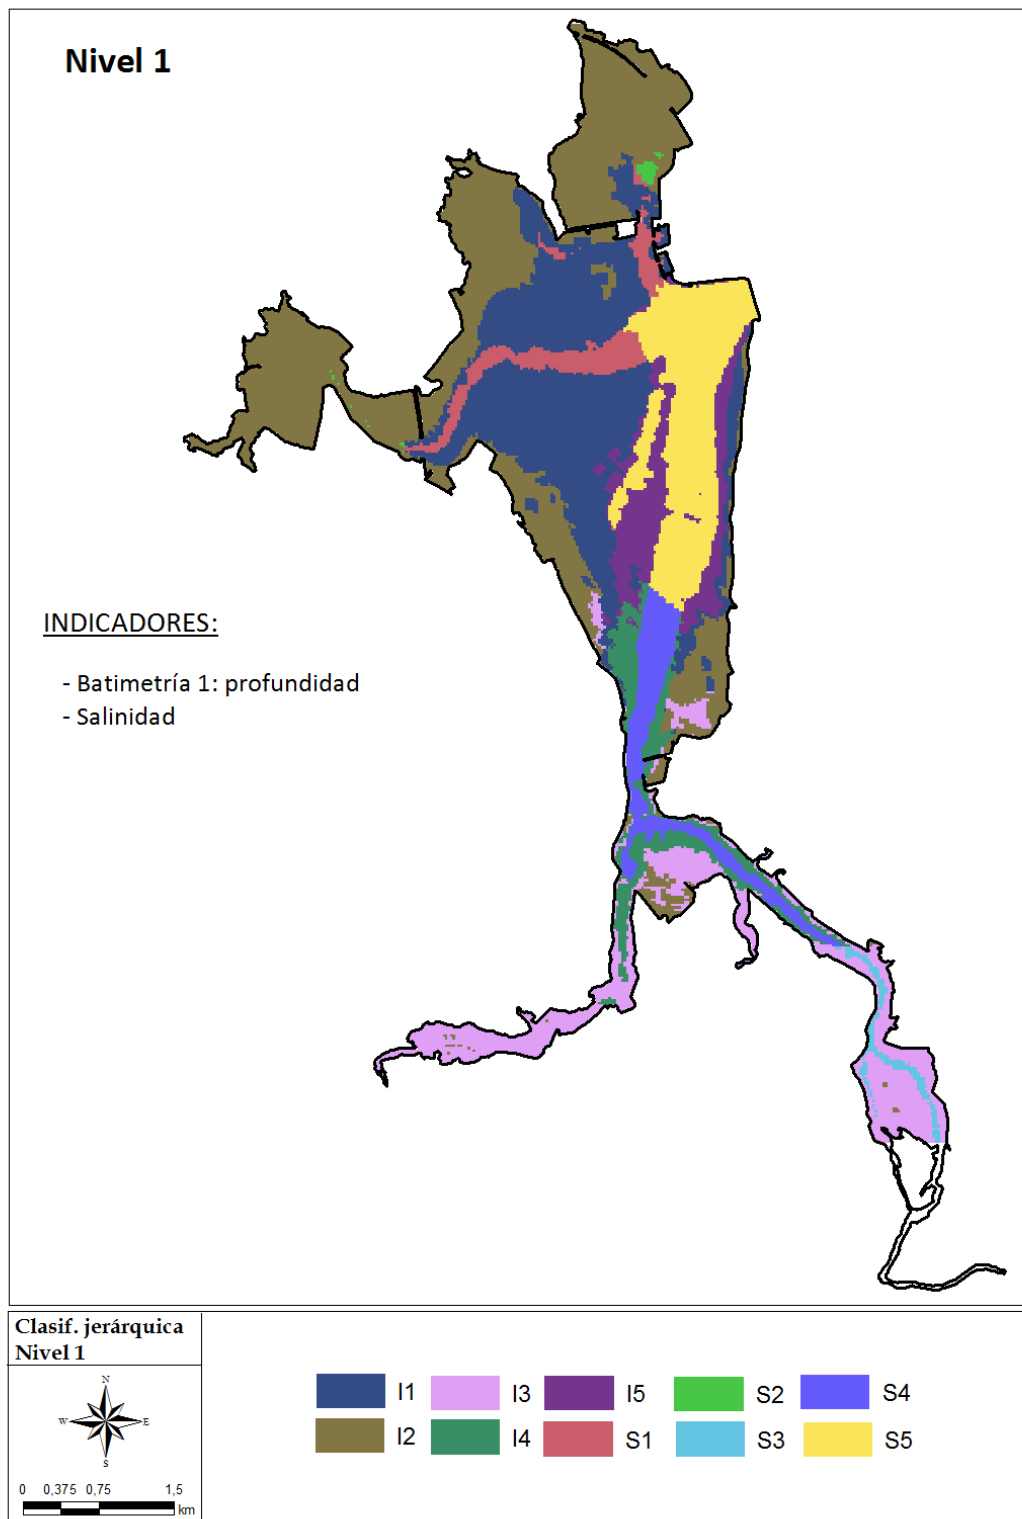 Nivel 1
INDICADORES:
- Batimetría 1: profundidad
- Salinidad
Clasif. jerárquica
Nivel 1
N
W
E
S
0 0,375 0,75 1,5
km
I1 I3 I5 S2 S4
I2 I4 S1 S3 S5